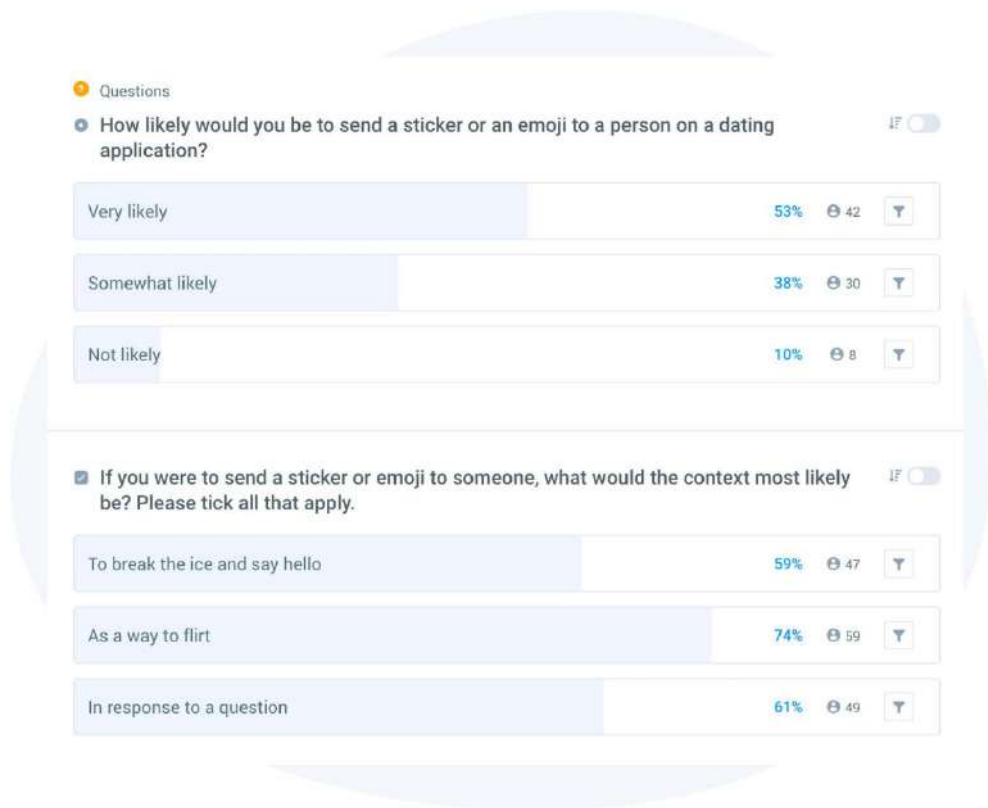 Questions
How likely would you be to send a sticker or an emoji to a person on a dating
application?
Very likely 53% 42
Somewhat likely 38% 30
Not likely 10% 8
If you were to send a sticker or emoji to someone, what would the context most likely
be? Please tick all that apply.
To break the ice and say hello 59% 47
As a way to flirt 74% 59
In response to a question 61% 49